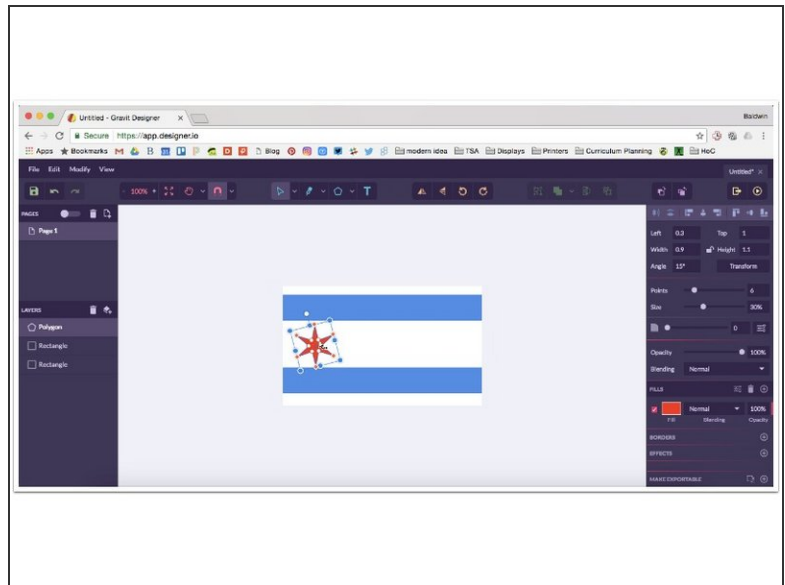 Untitled - Gravit Designer
Baldwin
Secure https://app.designer.io
Apps Bookmarks Blog modern idea TSA Displays Printers Curriculum Planning HoC
File Edit Modify View
Untitled*
- 100% +
PAGES
Page 1
LAYERS
Polygon
Rectangle
Rectangle
Left 0.3 Top 1
Width 0.9 Height 1.1
Angle 15° Transform
Points 6
Size 30%
0
Opacity 100%
Blending Normal
FILLS
Normal 100%
Fill Blending Opacity
BORDERS
EFFECTS
MAKE EXPORTABLE